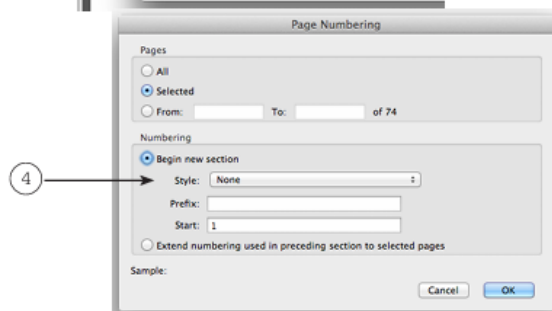 Page Numbering
Pages
All
Selected
From: To: of 74
Numbering
Begin new section
4
Style: None
Prefix:
Start: 1
Extend numbering used in preceding section to selected pages
Sample:
Cancel OK